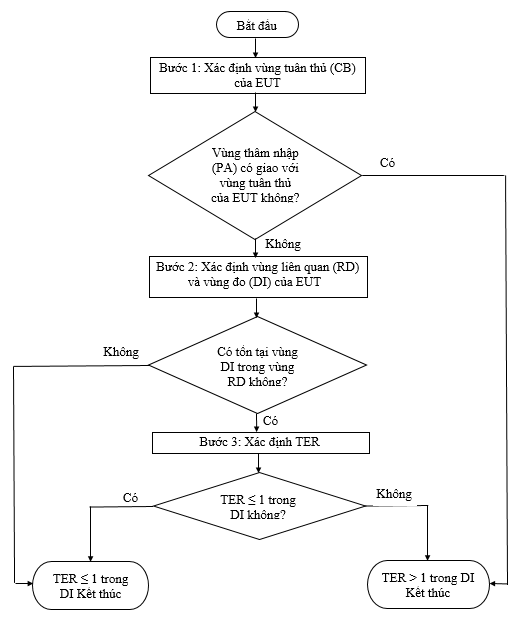 Bắt đầu
Bước 1: Xác định vùng tuân thủ (CB)
của EUT
Vùng thâm nhập
(PA) có giao với
vùng tuân thủ
của EUT không?
Có
Không
Bước 2: Xác định vùng liên quan (RD)
và vùng đo (DI) của EUT
Không
Có tồn tại vùng
DI trong vùng
RD không?
Có
Bước 3: Xác định TER
Có
TER ≤ 1 trong
DI không?
Không
TER ≤ 1 trong
DI Kết thúc
TER > 1 trong DI
Kết thúc